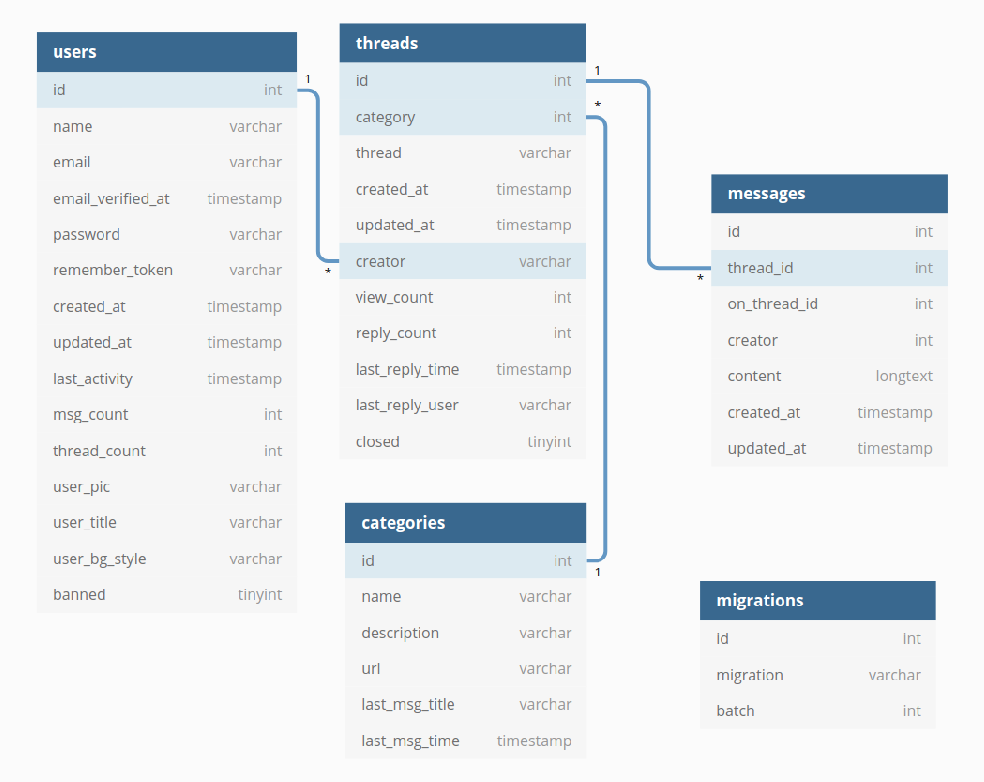 users
id int
name varchar
email varchar
email_verified_at timestamp
password varchar
remember_token varchar
created_at timestamp
updated_at timestamp
last_activity timestamp
msg_count int
thread_count int
user_pic varchar
user_title varchar
user_bg_style varchar
banned tinyint
1
*
threads
id int
category int
thread varchar
created_at timestamp
updated_at timestamp
creator varchar
view_count int
reply_count int
last_reply_time timestamp
last_reply_user varchar
closed tinyint
1
*
categories
id int
name varchar
description varchar
url varchar
last_msg_title varchar
last_msg_time timestamp
1
*
messages
id int
thread_id int
on_thread_id int
creator int
content longtext
created_at timestamp
updated_at timestamp
migrations
id int
migration varchar
batch int